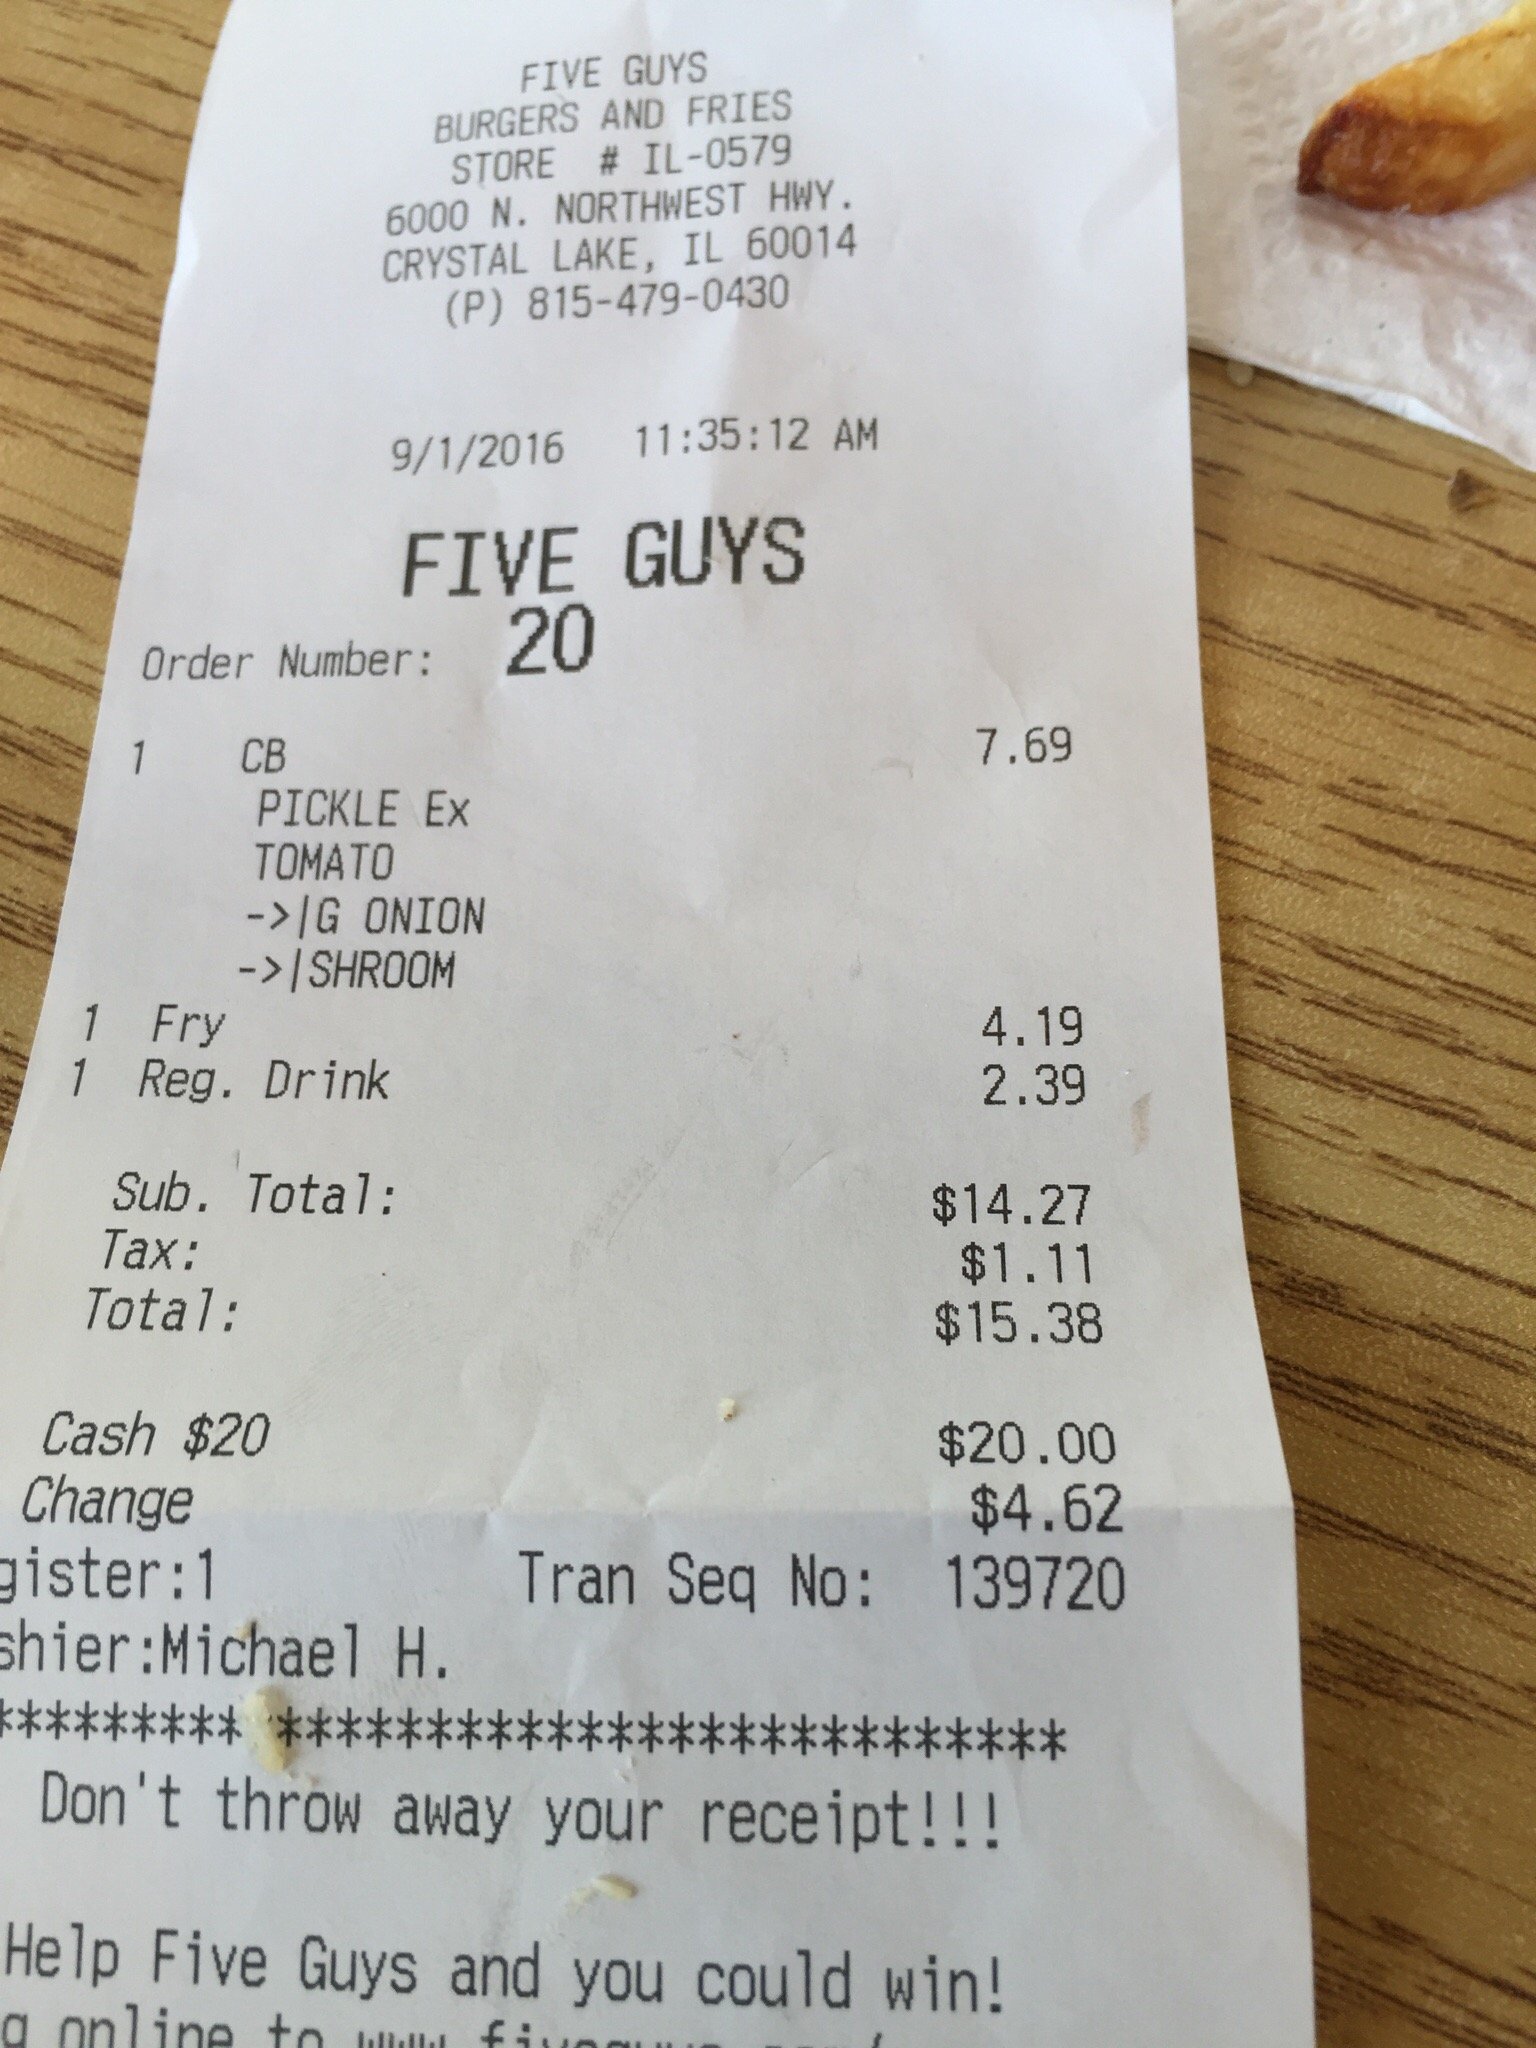 FIVE GUYS
BURGERS AND FRIES
STORE # IL-0579
6000 N. NORTHWEST HWY.
CRYSTAL LAKE, IL 60014
(P) 815-479-0430
9/1/2016 11:35:12 AM
FIVE GUYS
Order Number: 20
1 CB 7.69
PICKLE Ex
TOMATO
->|G ONION
->|SHROOM
1 Fry 4.19
1 Reg. Drink 2.39
Sub. Total: $14.27
Tax: $1.11
Total: $15.38
Cash $20 $20.00
Change $4.62
gister:1 Tran Seq No: 139720
shier:Michael H.
********* ***************************
Don't throw away your receipt!!!
Help Five Guys and you could win!
g online to